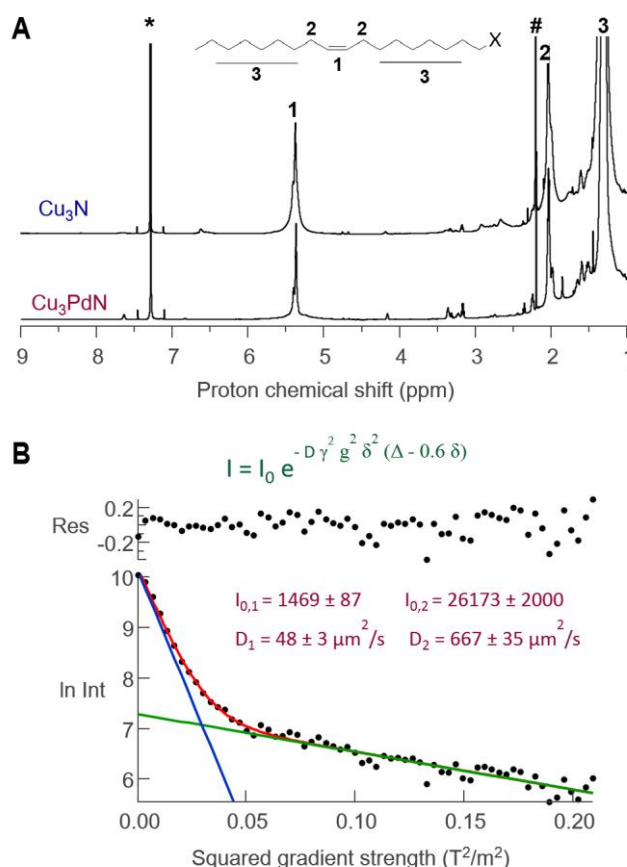 A
*
2
2
#
3
X
2
3
1
3
1
Cu₃N
Cu₃PdN
9 8 7 6 5 4 3 2 1
Proton chemical shift (ppm)
B
I = I₀ e^{- D γ² g² δ² (Δ - 0.6 δ)}
0.2
Res
-0.2
10
I₀,₁ = 1469 ± 87 I₀,₂ = 26173 ± 2000
9
D₁ = 48 ± 3 μm²/s D₂ = 667 ± 35 μm²/s
ln Int
8
7
6
0.00 0.05 0.10 0.15 0.20
Squared gradient strength (T²/m²)